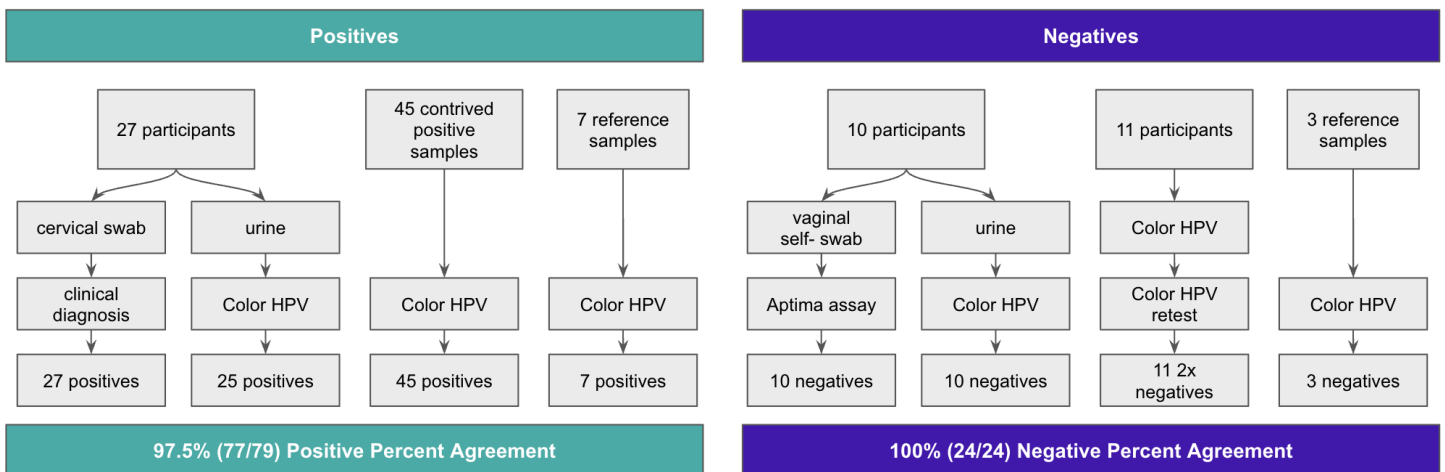 Positives
27 participants
45 contrived
positive
samples
7 reference
samples
cervical swab
urine
clinical
diagnosis
Color HPV
Color HPV
Color HPV
27 positives
25 positives
45 positives
7 positives
97.5% (77/79) Positive Percent Agreement
Negatives
10 participants
11 participants
3 reference
samples
vaginal
self- swab
urine
Color HPV
Aptima assay
Color HPV
Color HPV
retest
Color HPV
10 negatives
10 negatives
11 2x
negatives
3 negatives
100% (24/24) Negative Percent Agreement